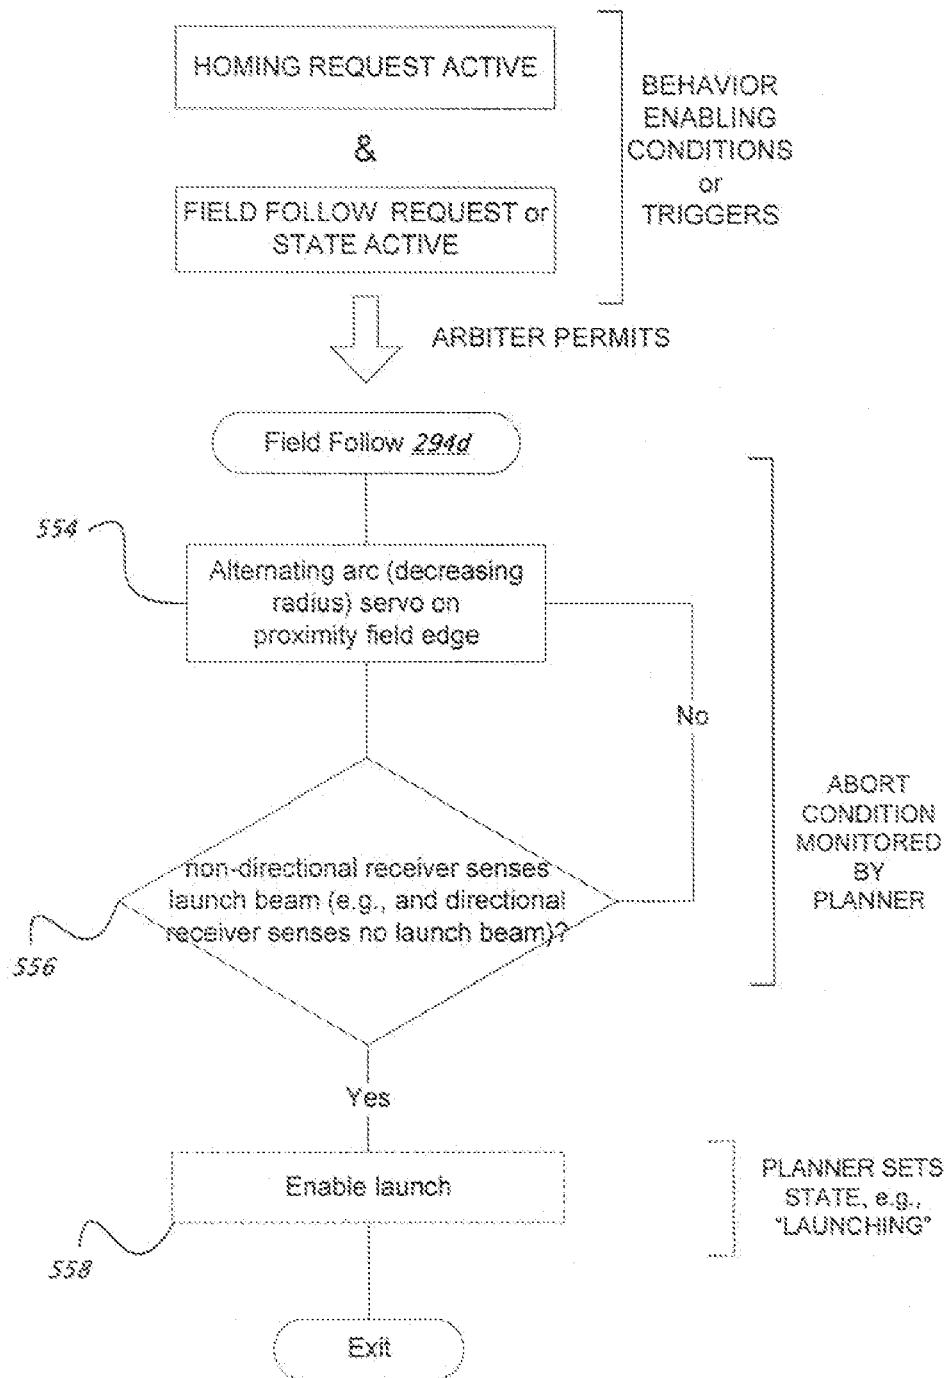 HOMING REQUEST ACTIVE
&
FIELD FOLLOW REQUEST or
STATE ACTIVE
BEHAVIOR
ENABLING
CONDITIONS
or
TRIGGERS
ARBITER PERMITS
Field Follow 294d
554
Alternating arc (decreasing
radius) servo on
proximity field edge
No
non-directional receiver senses
launch beam (e.g., and directional
receiver senses no launch beam)?
556
ABORT
CONDITION
MONITORED
BY
PLANNER
Yes
Enable launch
558
PLANNER SETS
STATE, e.g.,
"LAUNCHING"
Exit